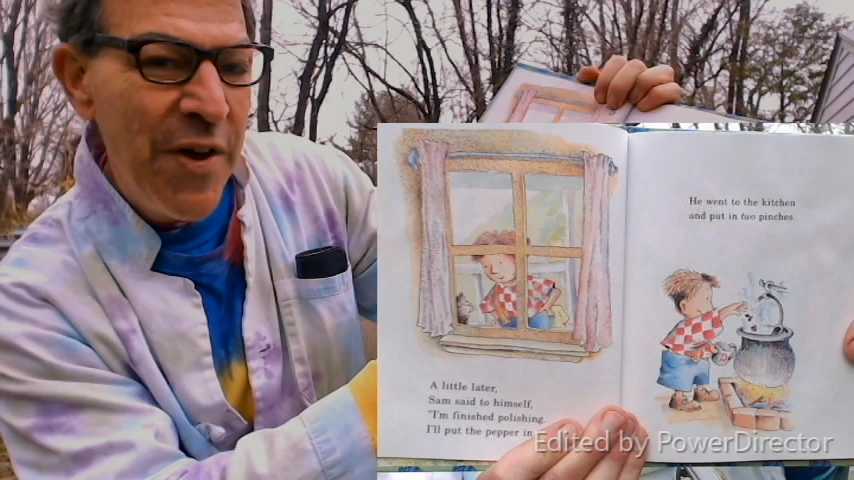 A little later,
Sam said to himself,
"I'm finished polishing.
I'll put the pepper in
He went to the kitchen
and put in two pinches.
Edited by PowerDirector